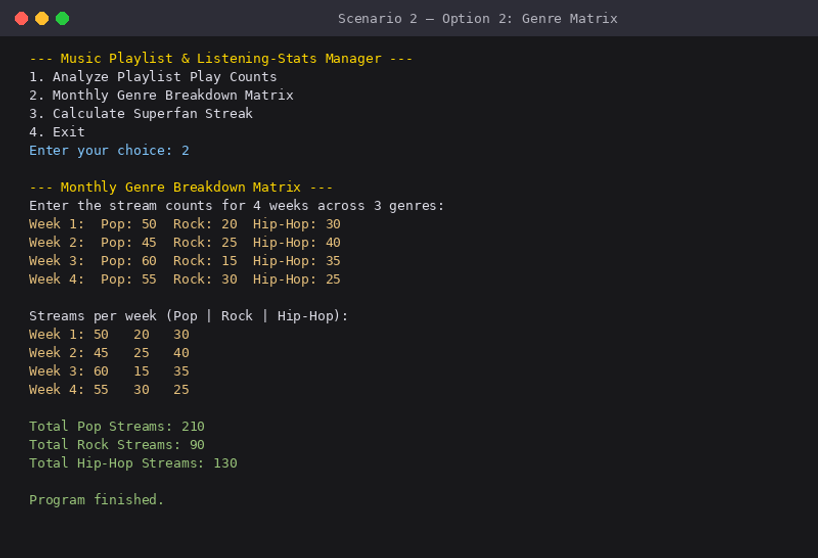 Scenario 2 — Option 2: Genre Matrix
--- Music Playlist & Listening-Stats Manager ---
1. Analyze Playlist Play Counts
2. Monthly Genre Breakdown Matrix
3. Calculate Superfan Streak
4. Exit
Enter your choice: 2
--- Monthly Genre Breakdown Matrix ---
Enter the stream counts for 4 weeks across 3 genres:
Week 1:  Pop: 50  Rock: 20  Hip-Hop: 30
Week 2:  Pop: 45  Rock: 25  Hip-Hop: 40
Week 3:  Pop: 60  Rock: 15  Hip-Hop: 35
Week 4:  Pop: 55  Rock: 30  Hip-Hop: 25
Streams per week (Pop | Rock | Hip-Hop):
Week 1: 50   20   30
Week 2: 45   25   40
Week 3: 60   15   35
Week 4: 55   30   25
Total Pop Streams: 210
Total Rock Streams: 90
Total Hip-Hop Streams: 130
Program finished.